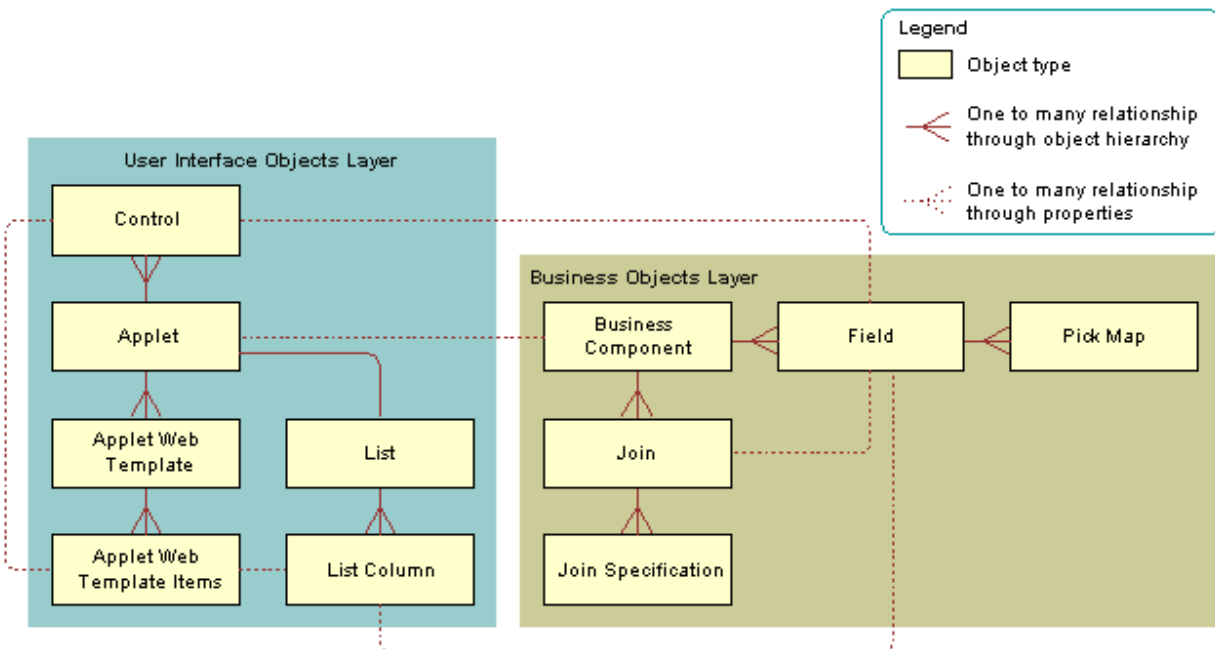 Legend
Object type
One to many relationship
through object hierarchy
One to many relationship
through properties
User Interface Objects Layer
Control
Applet
Applet Web
Template
List
Applet Web
Template Items
List Column
Business Objects Layer
Business
Component
Field
Pick Map
Join
Join Specification